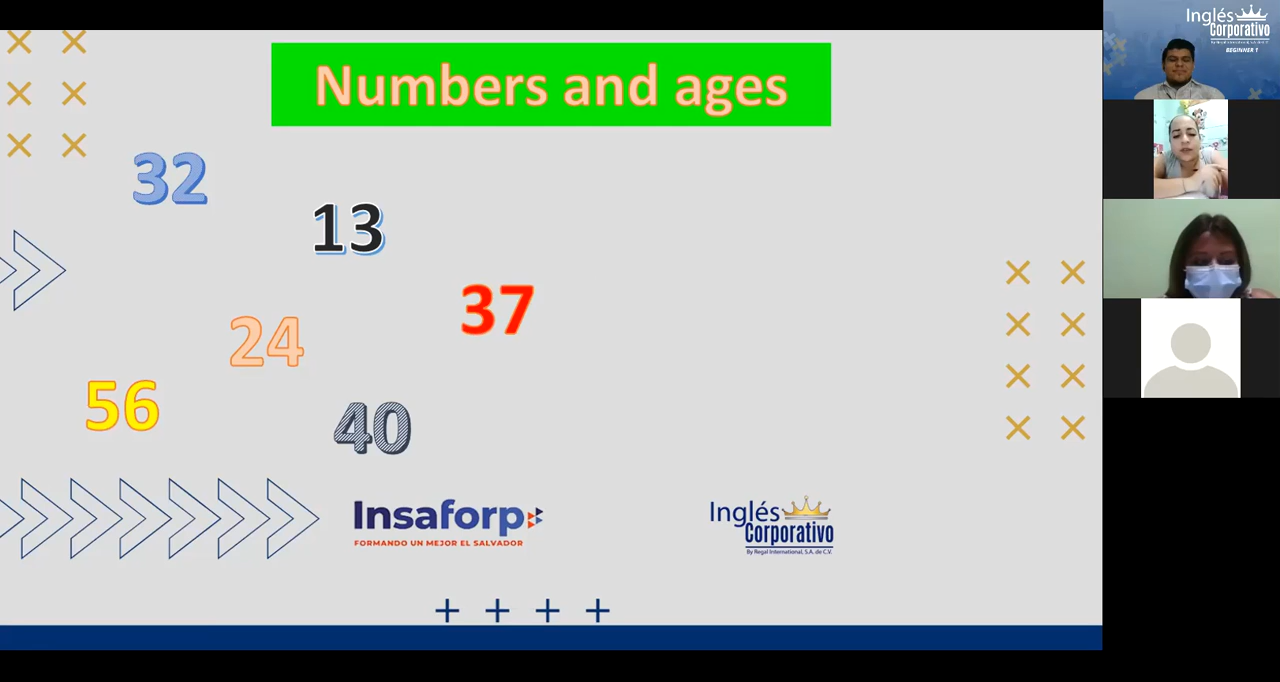 Numbers and ages
32
13
37
24
56
40
Insaforp
FORMANDO UN MEJOR EL SALVADOR
Inglés
Corporativo
By Regal International, S.A. de C.V.
Inglés
Corporativo
BEGINNER 1